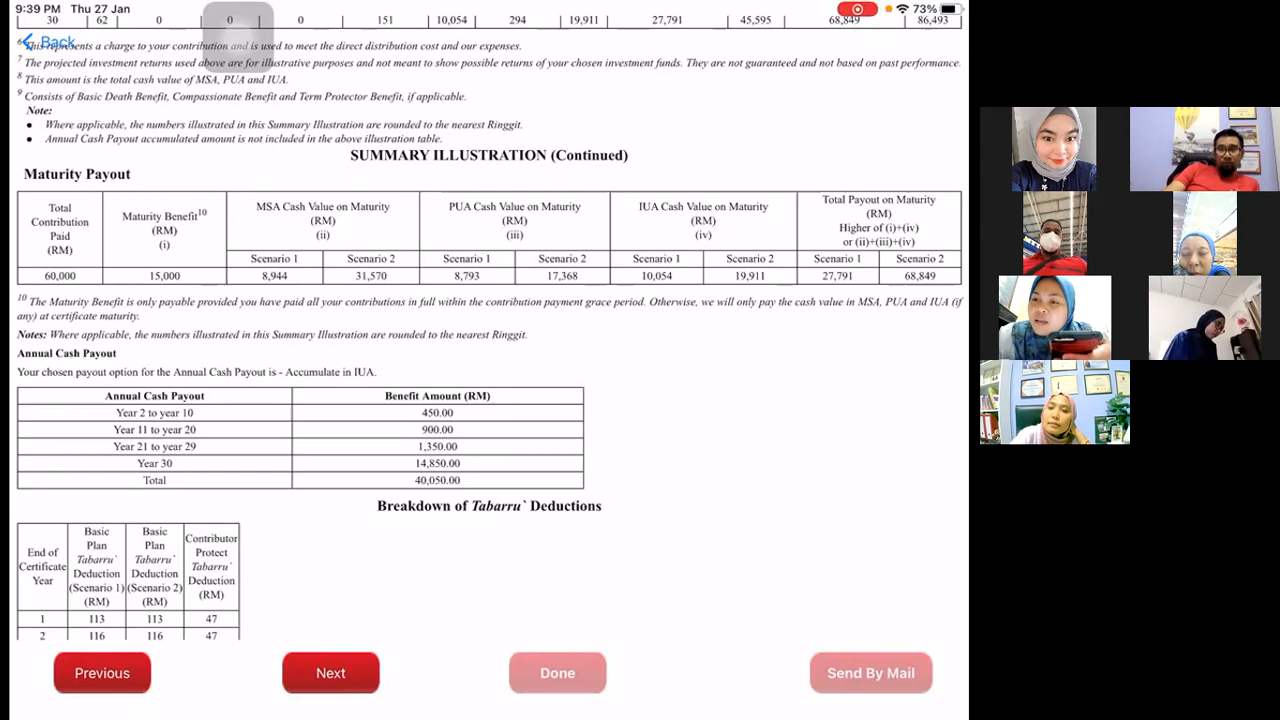 9:39 PM Thu 27 Jan 73%
30 62 0 0 0 151 10,054 294 19,911 27,791 45,595 68,849 86,493
Back
6 This represents a charge to your contribution and is used to meet the direct distribution cost and our expenses.
7 The projected investment returns used above are for illustrative purposes and not meant to show possible returns of your chosen investment funds. They are not guaranteed and not based on past performance.
8 This amount is the total cash value of MSA, PUA and IUA.
9 Consists of Basic Death Benefit, Compassionate Benefit and Term Protector Benefit, if applicable.
Note:
• Where applicable, the numbers illustrated in this Summary Illustration are rounded to the nearest Ringgit.
• Annual Cash Payout accumulated amount is not included in the above illustration table.
SUMMARY ILLUSTRATION (Continued)
Maturity Payout
Total Contribution Paid (RM) Maturity Benefit10 (RM) (i) MSA Cash Value on Maturity (RM) (ii) PUA Cash Value on Maturity (RM) (iii) IUA Cash Value on Maturity (RM) (iv) Total Payout on Maturity (RM) Higher of (i)+(iv) or (ii)+(iii)+(iv)
Scenario 1 Scenario 2 Scenario 1 Scenario 2 Scenario 1 Scenario 2 Scenario 1 Scenario 2
60,000 15,000 8,944 31,570 8,793 17,368 10,054 19,911 27,791 68,849
10 The Maturity Benefit is only payable provided you have paid all your contributions in full within the contribution payment grace period. Otherwise, we will only pay the cash value in MSA, PUA and IUA (if
any) at certificate maturity.
Notes: Where applicable, the numbers illustrated in this Summary Illustration are rounded to the nearest Ringgit.
Annual Cash Payout
Your chosen payout option for the Annual Cash Payout is - Accumulate in IUA.
Annual Cash Payout Benefit Amount (RM)
Year 2 to year 10 450.00
Year 11 to year 20 900.00
Year 21 to year 29 1,350.00
Year 30 14,850.00
Total 40,050.00
Breakdown of Tabarru` Deductions
End of Certificate Year Basic Plan Tabarru` Deduction (Scenario 1) (RM) Basic Plan Tabarru` Deduction (Scenario 2) (RM) Contributor Protect Tabarru` Deduction (RM)
1 113 113 47
2 116 116 47
Previous Next Done Send By Mail